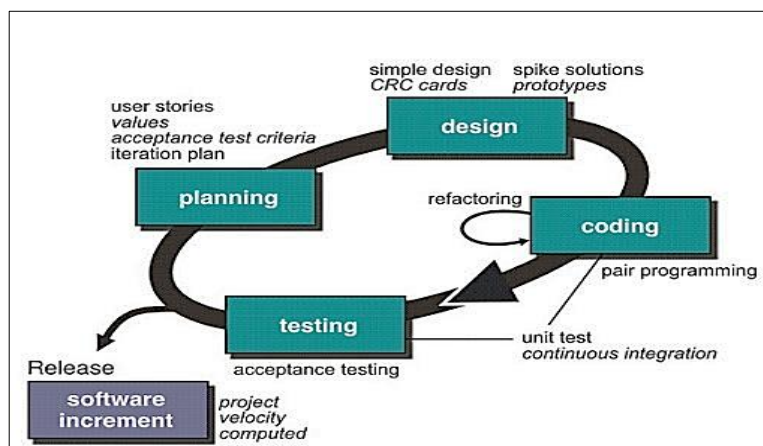 simple design
CRC cards
spike solutions
prototypes
design
user stories
values
acceptance test criteria
iteration plan
planning
refactoring
coding
pair programming
testing
acceptance testing
unit test
continuous integration
Release
software
increment
project
velocity
computed